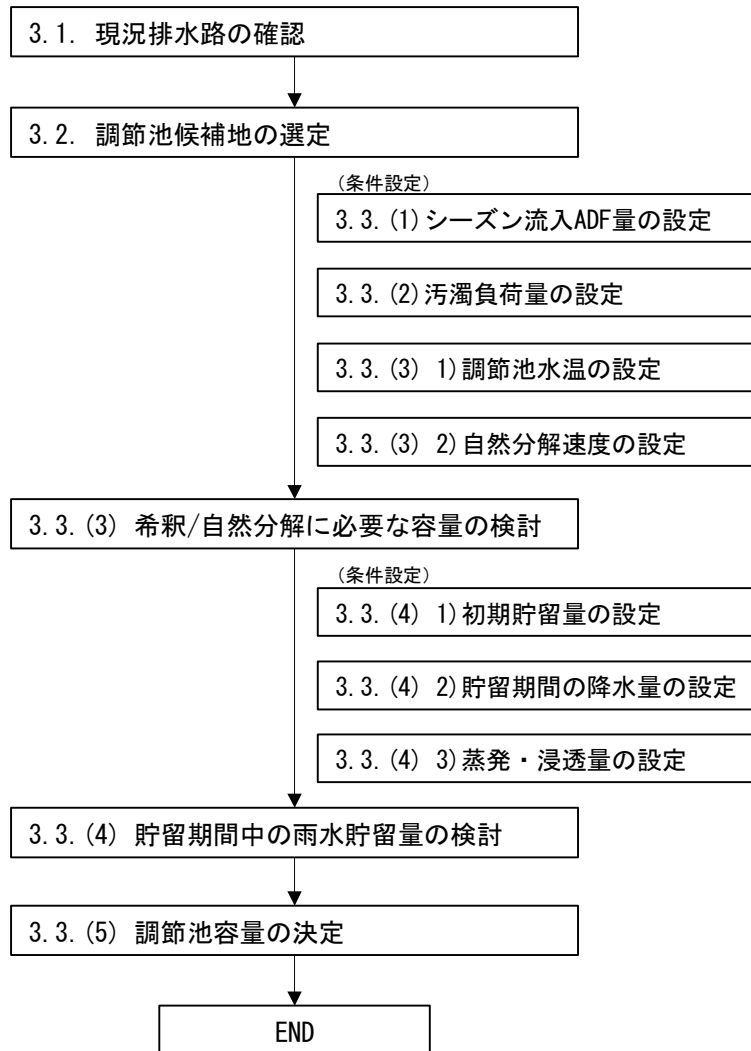 3.1. 現況排水路の確認
3.2. 調節池候補地の選定
(条件設定)
3.3.(1)シーズン流入ADF量の設定
3.3.(2)汚濁負荷量の設定
3.3.(3) 1)調節池水温の設定
3.3.(3) 2)自然分解速度の設定
3.3.(3) 希釈/自然分解に必要な容量の検討
(条件設定)
3.3.(4) 1)初期貯留量の設定
3.3.(4) 2)貯留期間の降水量の設定
3.3.(4) 3)蒸発・浸透量の設定
3.3.(4) 貯留期間中の雨水貯留量の検討
3.3.(5) 調節池容量の決定
END